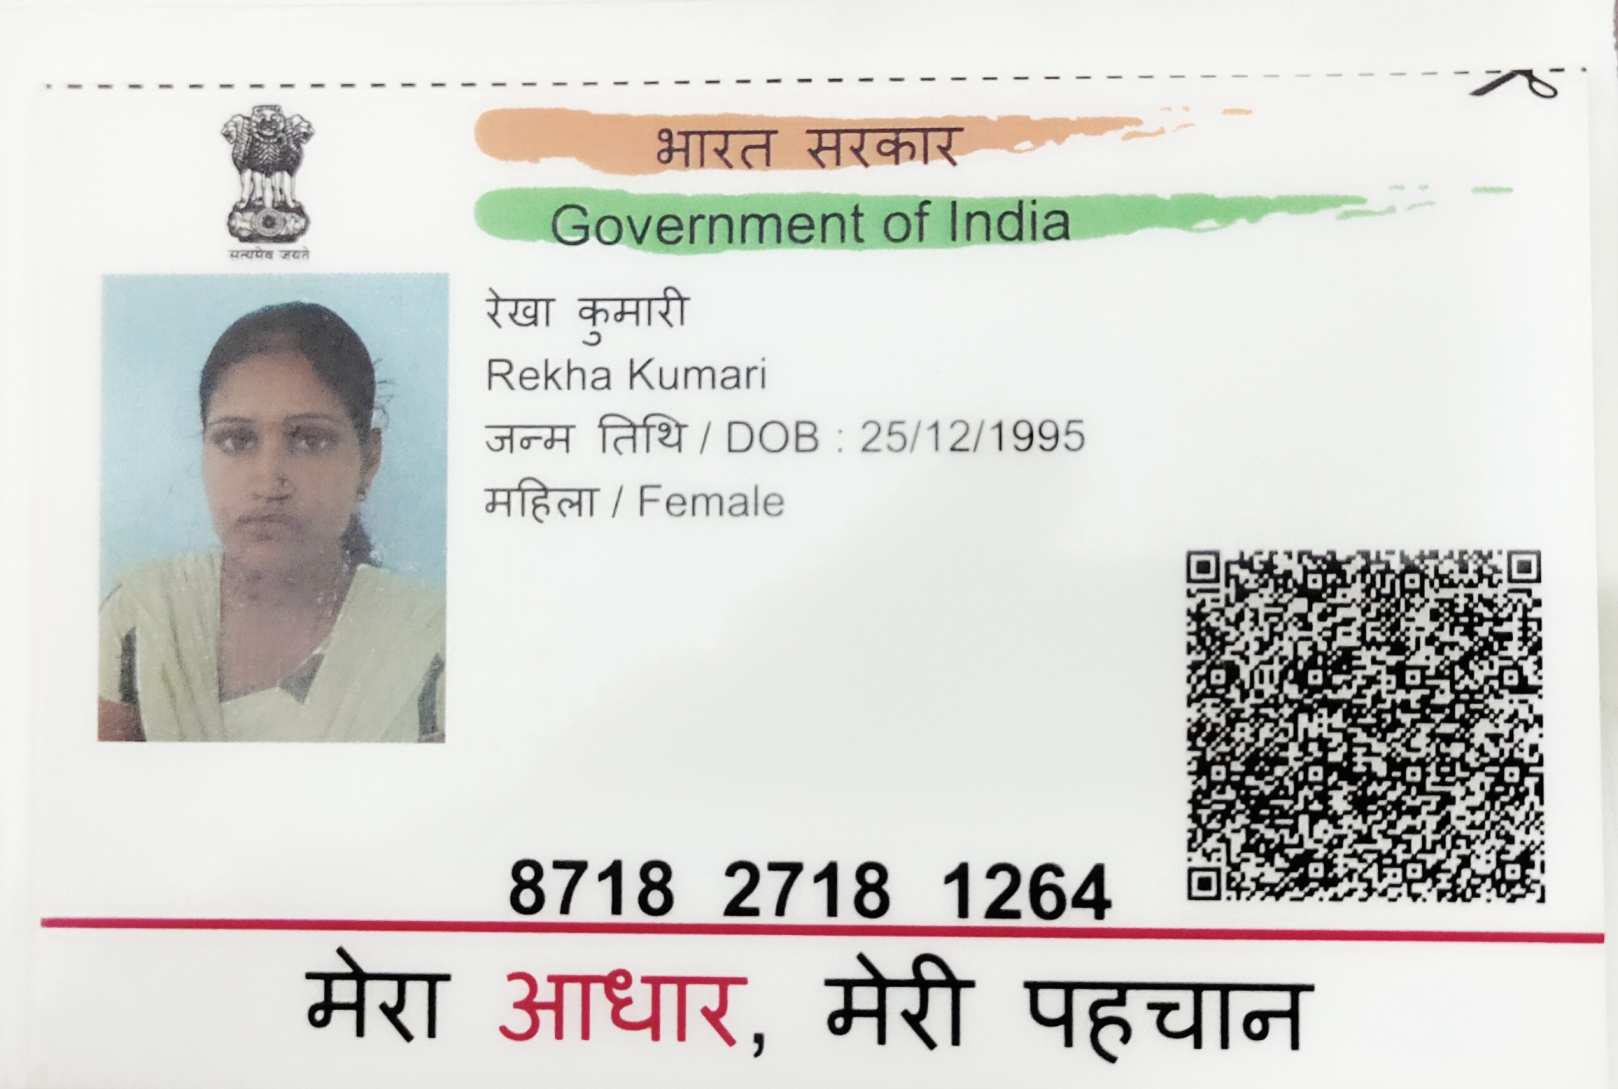 भारत सरकार
Government of India
सत्यमेव जयते
रेखा कुमारी
Rekha Kumari
जन्म तिथि / DOB : 25/12/1995
महिला / Female
8718 2718 1264
मेरा आधार, मेरी पहचान